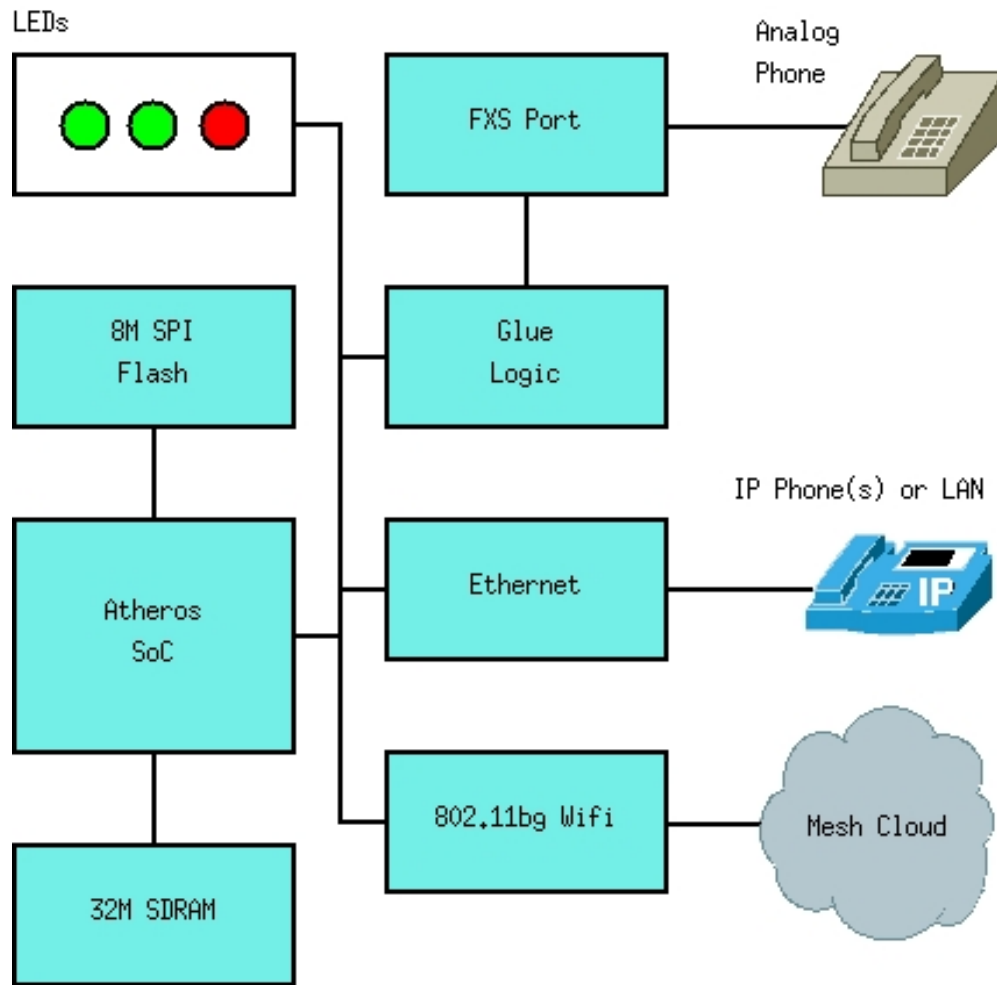 LEDs
Analog
Phone
FXS Port
8M SPI
Flash
Glue
Logic
IP Phone(s) or LAN
Ethernet
IP
Atheros
SoC
802.11bg Wifi
Mesh Cloud
32M SDRAM